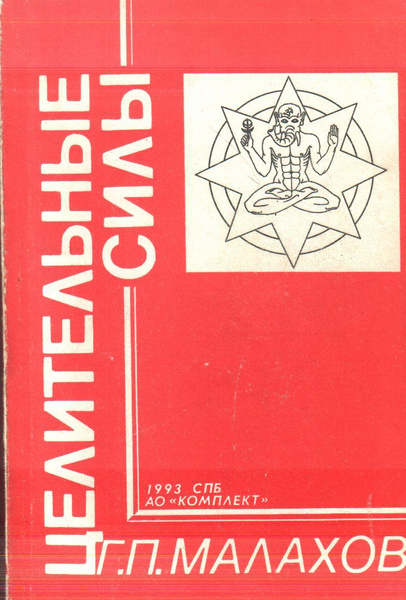 ЦЕЛИТЕЛЬНЫЕ
СИЛЫ
1993 СПБ
АО «КОМПЛЕКТ»
Г.П.МАЛАХОВ